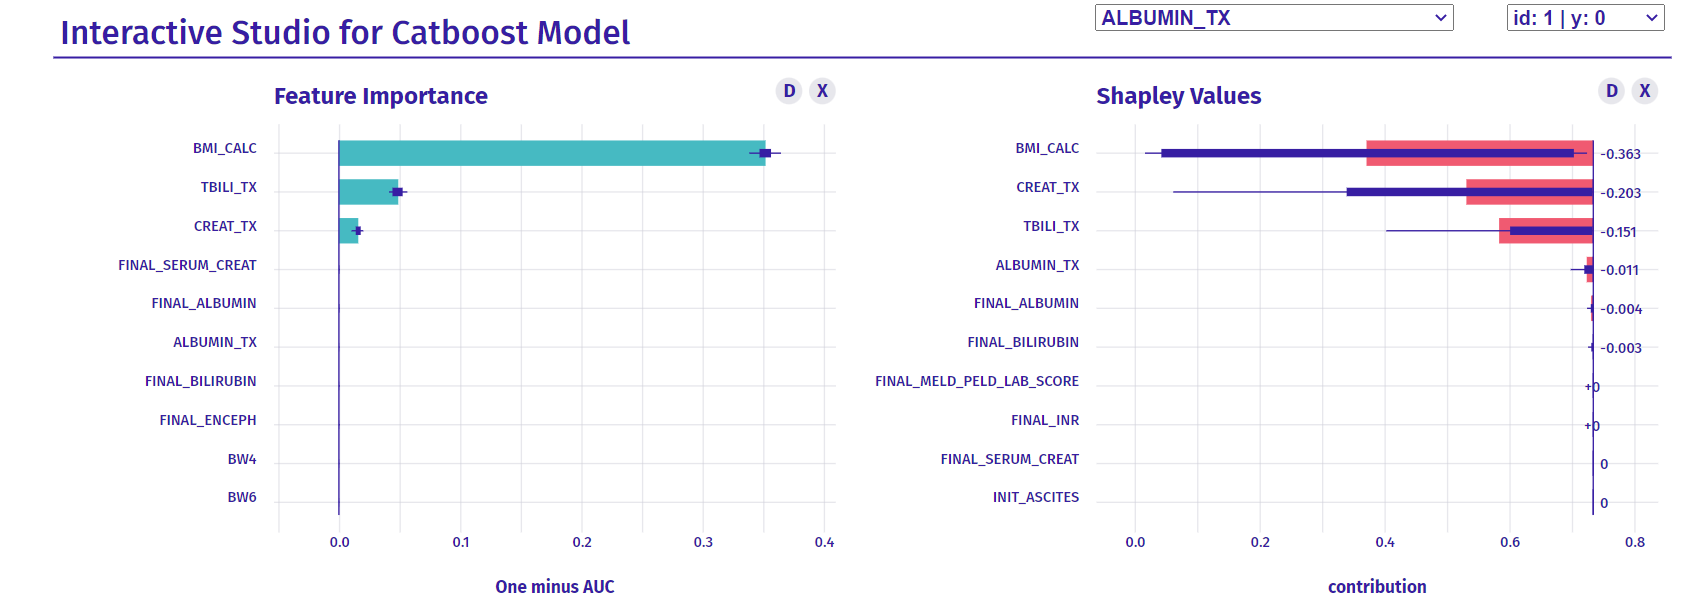 Interactive Studio for Catboost Model
ALBUMIN_TX
id: 1 | y: 0
Feature Importance
D X
BMI_CALC
TBILI_TX
CREAT_TX
FINAL_SERUM_CREAT
FINAL_ALBUMIN
ALBUMIN_TX
FINAL_BILIRUBIN
FINAL_ENCEPH
BW4
BW6
0.0 0.1 0.2 0.3 0.4
One minus AUC
Shapley Values
D X
BMI_CALC -0.363
CREAT_TX -0.203
TBILI_TX -0.151
ALBUMIN_TX -0.011
FINAL_ALBUMIN -0.004
FINAL_BILIRUBIN -0.003
FINAL_MELD_PELD_LAB_SCORE +0
FINAL_INR +0
FINAL_SERUM_CREAT 0
INIT_ASCITES 0
0.0 0.2 0.4 0.6 0.8
contribution